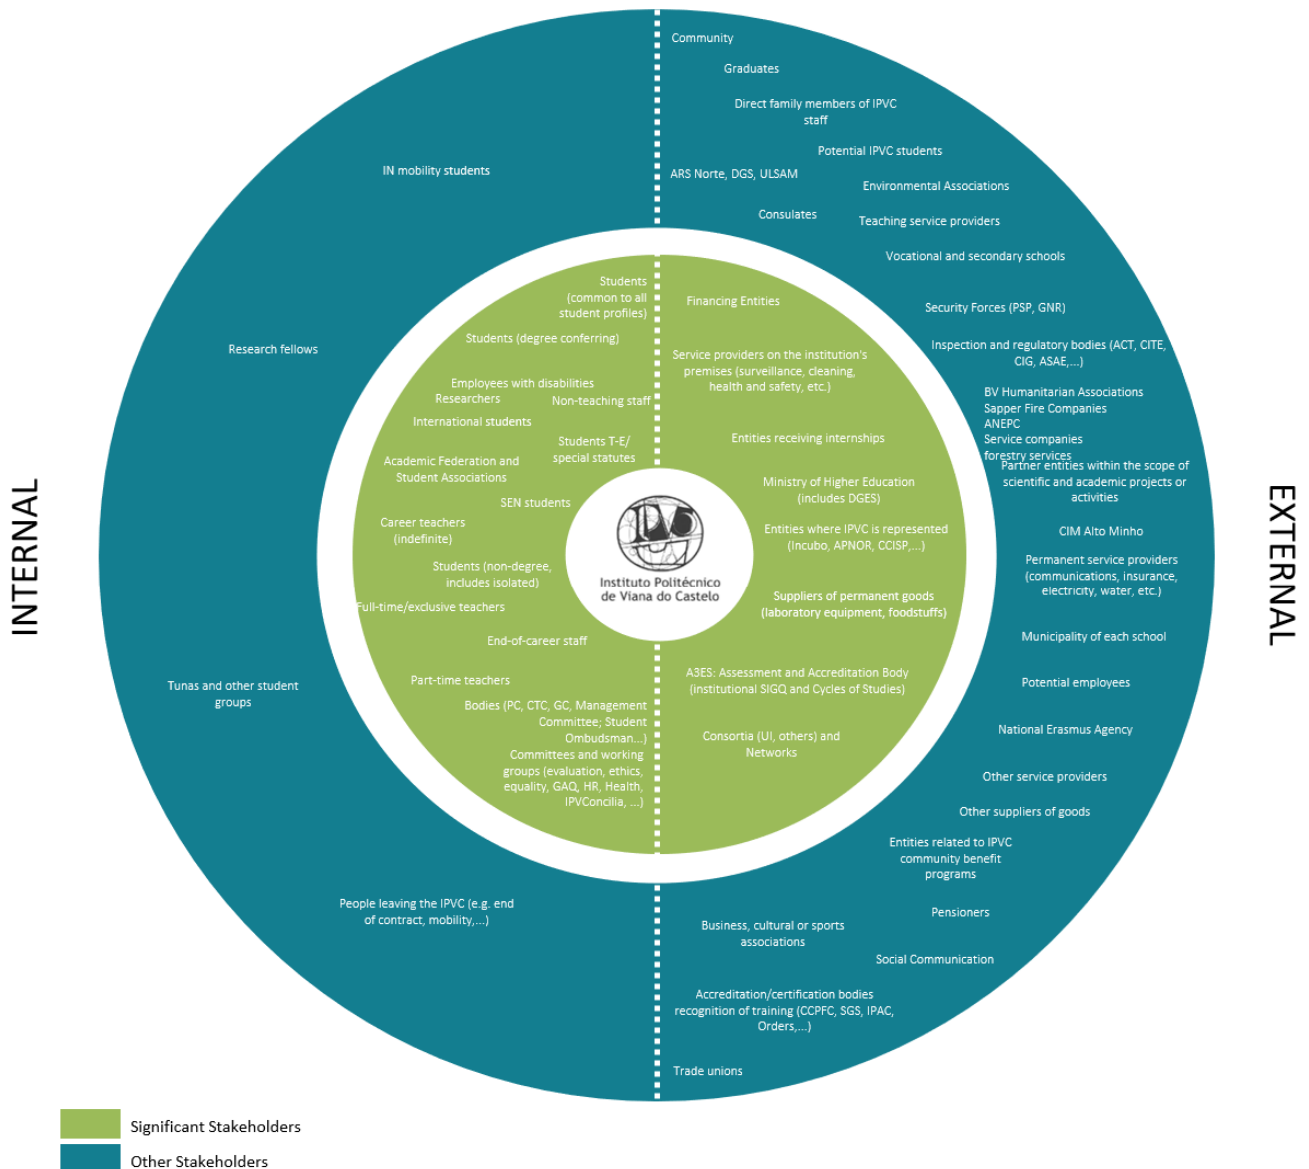 Community
Graduates
Direct family members of IPVC
staff
Potential IPVC students
IN mobility students
ARS Norte, DGS, ULSAM
Environmental Associations
Consulates
Teaching service providers
Vocational and secondary schools
Security Forces (PSP, GNR)
Inspection and regulatory bodies (ACT, CITE,
CIG, ASAE,...)
BV Humanitarian Associations
Sapper Fire Companies
ANEPC
Service companies
forestry services
Partner entities within the scope of
scientific and academic projects or
activities
CIM Alto Minho
Permanent service providers
(communications, insurance,
electricity, water, etc.)
Municipality of each school
Potential employees
National Erasmus Agency
Other service providers
Other suppliers of goods
Entities related to IPVC
community benefit
programs
Pensioners
Business, cultural or sports
associations
Social Communication
Accreditation/certification bodies
recognition of training (CCPFC, SGS, IPAC,
Orders,...)
Trade unions
Research fellows
Tunas and other student
groups
People leaving the IPVC (e.g. end
of contract, mobility,...)
Students
(common to all
student profiles)
Students (degree conferring)
Employees with disabilities
Researchers
Non-teaching staff
International students
Students T-E/
special statutes
Academic Federation and
Student Associations
SEN students
Career teachers
(indefinite)
Students (non-degree,
includes isolated)
Full-time/exclusive teachers
End-of-career staff
Part-time teachers
Bodies (PC, CTC, GC, Management
Committee; Student
Ombudsman...)
Committees and working
groups (evaluation, ethics,
equality, GAQ, HR, Health,
IPVConcilia, ...)
Financing Entities
Service providers on the institution's
premises (surveillance, cleaning,
health and safety, etc.)
Entities receiving internships
Ministry of Higher Education
(includes DGES)
Entities where IPVC is represented
(Incubo, APNOR, CCISP,...)
Suppliers of permanent goods
(laboratory equipment, foodstuffs)
A3ES: Assessment and Accreditation Body
(institutional SIGQ and Cycles of Studies)
Consortia (UI, others) and
Networks
Instituto Politécnico
de Viana do Castelo
INTERNAL
EXTERNAL
Significant Stakeholders
Other Stakeholders